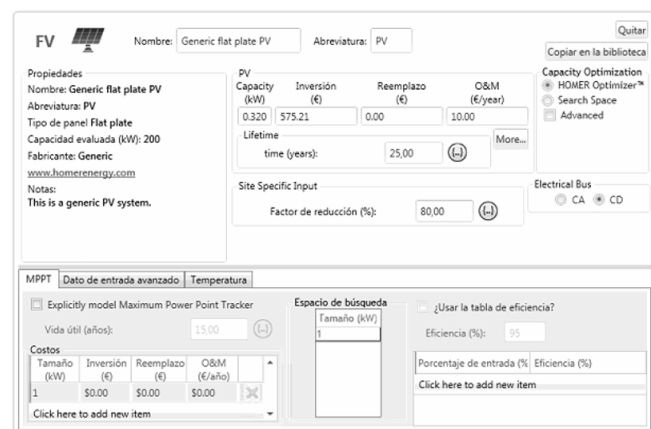 FV
Nombre: Generic flat plate PV
Abreviatura: PV
Quitar
Copiar en la biblioteca
Propiedades
Nombre: Generic flat plate PV
Abreviatura: PV
Tipo de panel Flat plate
Capacidad evaluada (kW): 200
Fabricante: Generic
www.homerenergy.com
Notas:
This is a generic PV system.
PV
Capacity Inversión Reemplazo O&M
(kW) (€) (€) (€/year)
0.320 575.21 0.00 10.00
Lifetime
time (years): 25,00 (..)
More...
Site Specific Input
Factor de reducción (%): 80,00 (..)
Capacity Optimization
HOMER Optimizer™
Search Space
Advanced
Electrical Bus
CA CD
MPPT Dato de entrada avanzado Temperatura
Explicitly model Maximum Power Point Tracker
Vida útil (años): 15,00 (..)
Costos
Tamaño Inversión Reemplazo O&M
(kW) (€) (€) (€/año)
1 $0.00 $0.00 $0.00
Click here to add new item
Espacio de búsqueda
Tamaño (kW)
1
¿Usar la tabla de eficiencia?
Eficiencia (%): 95
Porcentaje de entrada (% Eficiencia (%)
Click here to add new item